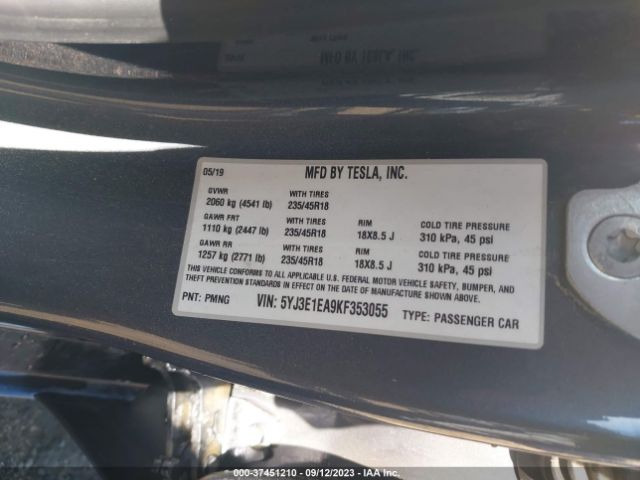 MFD BY TESLA, INC.
05/19 MFD BY TESLA, INC.
GVWR WITH TIRES
2060 kg (4541 lb) 235/45R18
GAWR FRT WITH TIRES RIM COLD TIRE PRESSURE
1110 kg (2447 lb) 235/45R18 18X8.5 J 310 kPa, 45 psi
GAWR RR WITH TIRES RIM COLD TIRE PRESSURE
1257 kg (2771 lb) 235/45R18 18X8.5 J 310 kPa, 45 psi
THIS VEHICLE CONFORMS TO ALL APPLICABLE U.S. FEDERAL MOTOR VEHICLE SAFETY, BUMPER, AND
THEFT PREVENTION STANDARDS IN EFFECT ON THE DATE OF MANUFACTURE SHOWN ABOVE.
PNT: PMNG VIN: 5YJ3E1EA9KF353055 TYPE: PASSENGER CAR
000-37451210 - 09/12/2023 - IAA Inc.